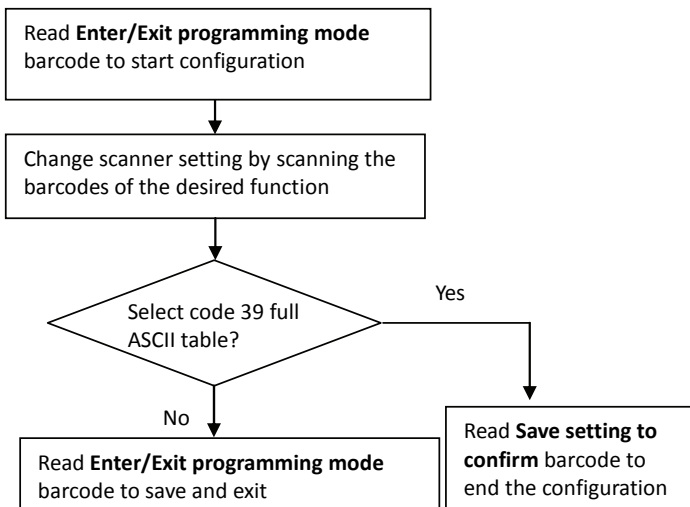 Read Enter/Exit programming mode
barcode to start configuration
Change scanner setting by scanning the
barcodes of the desired function
Select code 39 full
ASCII table?
Yes
No
Read Enter/Exit programming mode
barcode to save and exit
Read Save setting to
confirm barcode to
end the configuration